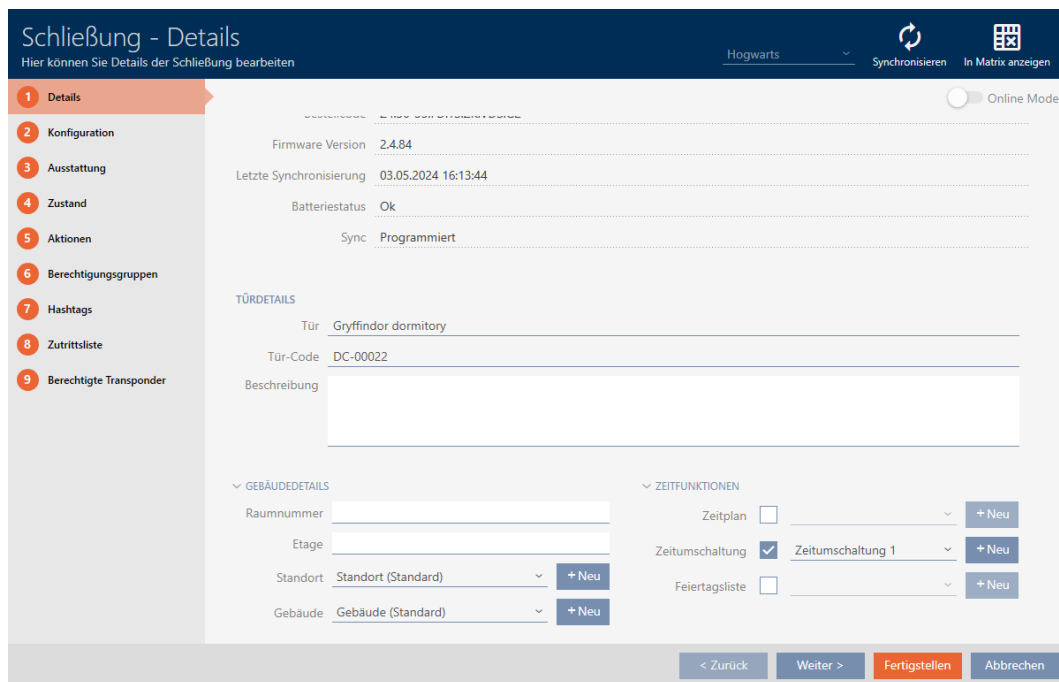 Schließung - Details
Hier können Sie Details der Schließung bearbeiten
Hogwarts
Synchronisieren
In Matrix anzeigen
1 Details
2 Konfiguration
3 Ausstattung
4 Zustand
5 Aktionen
6 Berechtigungsgruppen
7 Hashtags
8 Zutrittsliste
9 Berechtigte Transponder
Online Mode
Firmware Version 2.4.84
Letzte Synchronisierung 03.05.2024 16:13:44
Batteriestatus Ok
Sync Programmiert
TÜRDETAILS
Tür Gryffindor dormitory
Tür-Code DC-00022
Beschreibung
GEBÄUDEDETAILS
Raumnummer
Etage
Standort Standort (Standard) + Neu
Gebäude Gebäude (Standard) + Neu
ZEITFUNKTIONEN
Zeitplan + Neu
Zeitumschaltung Zeitumschaltung 1 + Neu
Feiertagsliste + Neu
< Zurück
Weiter >
Fertigstellen
Abbrechen